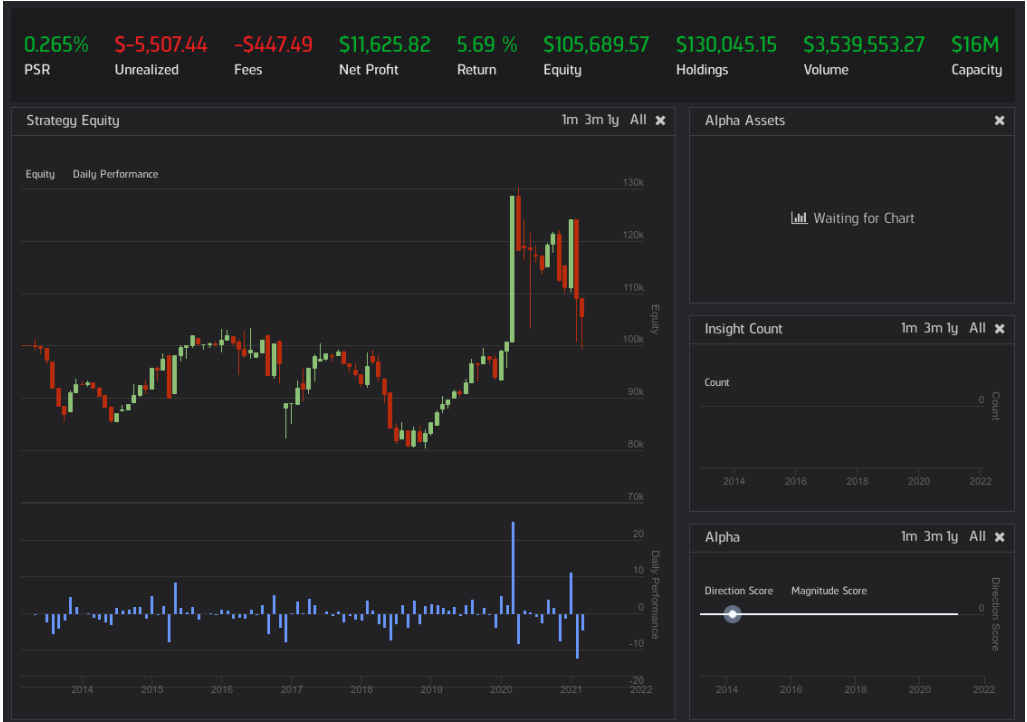 0.265% $-5,507.44 -$447.49 $11,625.82 5.69 % $105,689.57 $130,045.15 $3,539,553.27 $16M
PSR Unrealized Fees Net Profit Return Equity Holdings Volume Capacity
Strategy Equity 1m 3m 1y All
Equity Daily Performance
130k
120k
110k
100k
90k
80k
70k
Equity
20
10
0
-10
-20
Daily Performance
2014 2015 2016 2017 2018 2019 2020 2021 2022
Alpha Assets
Waiting for Chart
Insight Count 1m 3m 1y All
Count
0
Count
2014 2016 2018 2020 2022
Alpha 1m 3m 1y All
Direction Score Magnitude Score
0
Direction Score
2014 2016 2018 2020 2022